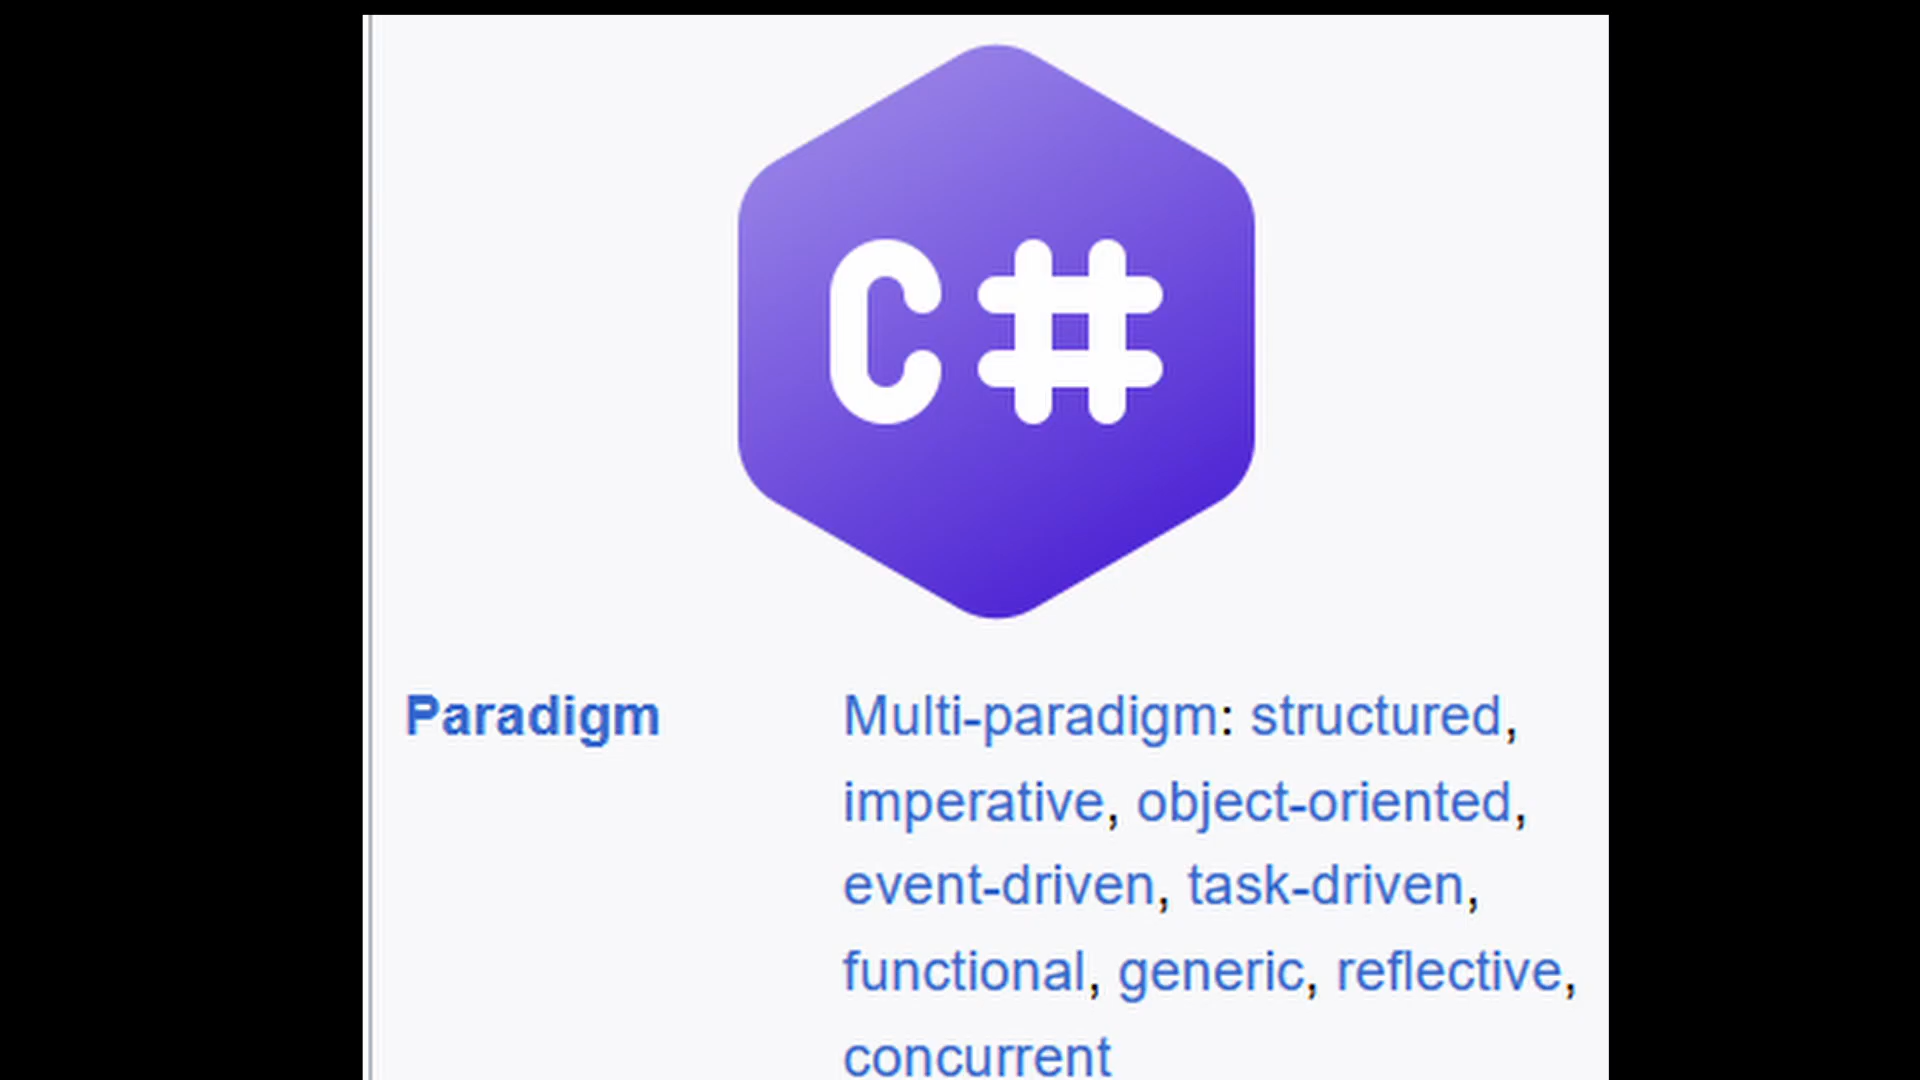 C#
Paradigm
Multi-paradigm: structured,
imperative, object-oriented,
event-driven, task-driven,
functional, generic, reflective,
concurrent